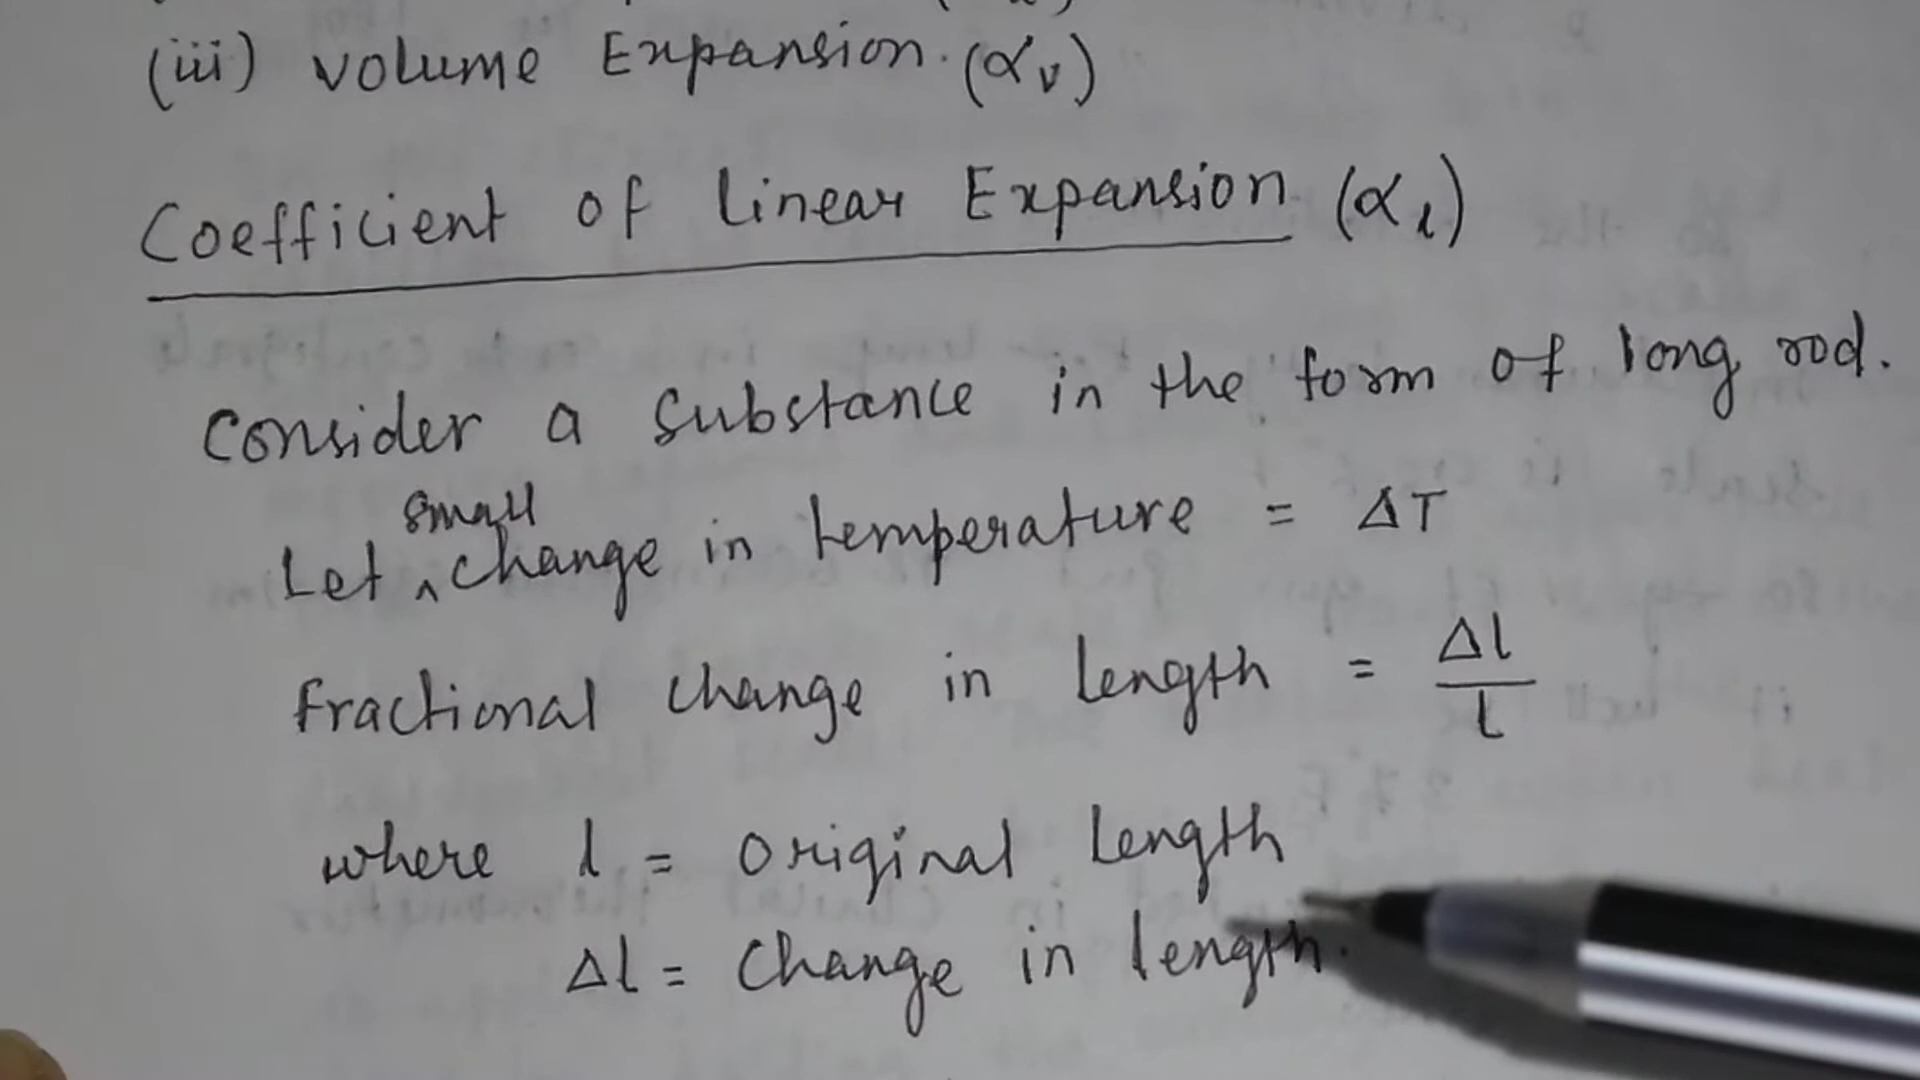 (iii) volume Expansion. (αv)
Coefficient of Linear Expansion (αl)
Consider a Substance in the form of long rod.
Let ^small change in temperature = ΔT
Fractional change in Length = Δl/l
where l = Original Length
Δl = Change in length.